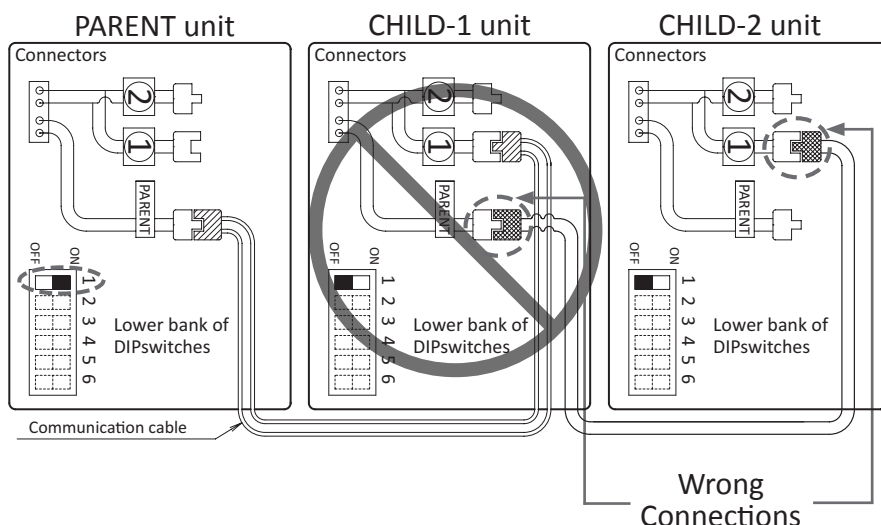 PARENT unit
CHILD-1 unit
CHILD-2 unit
Connectors
2
1
PARENT
OFF
ON
1
2
3
4
5
6
Lower bank of
DIPswitches
Connectors
2
1
PARENT
OFF
ON
1
2
3
4
5
6
Lower bank of
DIPswitches
Connectors
2
1
PARENT
OFF
ON
1
2
3
4
5
6
Lower bank of
DIPswitches
Communication cable
Wrong
Connections